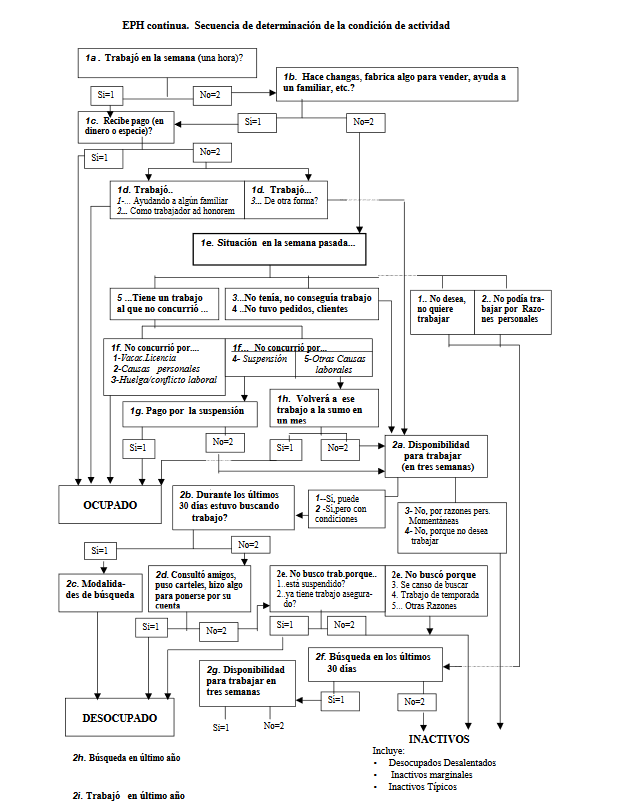 EPH continua.  Secuencia de determinación de la condición de actividad
1a . Trabajó en la semana (una hora)?
1b.  Hace changas, fabrica algo para vender, ayuda a
un familiar, etc.?
Si=1
No=2
1c.  Recibe pago (en
dinero o especie)?
Si=1
No=2
Si=1
No=2
1d. Trabajó..
1-... Ayudando a algún familiar
2... Como trabajador ad honorem
1d.  Trabajó...
3... De otra forma?
1e. Situación  en la semana pasada...
5 ...Tiene un trabajo
al que no concurrió ...
3...No tenía, no conseguía trabajo
4 ..No tuvo pedidos, clientes
1.. No desea,
no quiere
trabajar
2.. No podía tra-
bajar por  Razo-
nes  personales
1f. No concurrió por....
1-Vacac.Licencia
2-Causas   personales
3-Huelga/conflicto laboral
1f...  No concurrió por...
4- Suspensión
5-Otras Causas
laborales
1g. Pago por  la suspensión
1h.  Volverá a  ese
trabajo a la sumo en
un mes
Si=1
No=2
Si=1
No=2
2a. Disponibilidad
para trabajar
(en tres semanas)
OCUPADO
2b. Durante los últimos
30 días estuvo buscando
trabajo?
1--Si, puede
2 -Si,pero con
condiciones
3- No, por razones pers.
Momentáneas
4- No, porque no desea
trabajar
Si=1
No=2
2c. Modalida-
des de búsqueda
2d. Consultó amigos,
puso carteles, hizo algo
para ponerse por su
cuenta
2e. No busco trab,porque..
1..está suspendido?
2..ya tiene trabajo asegura-
do?
2e. No buscó porque
3. Se canso de buscar
4. Trabajo de temporada
5... Otras Razones
Si=1
No=2
Si=1
No=2
2f. Búsqueda en los últimos
30 días
2g. Disponibilidad
para trabajar en
tres semanas
Si=1
No=2
DESOCUPADO
Si=1
No=2
INACTIVOS
Incluye:
• Desocupados Desalentados
• Inactivos marginales
• Inactivos Típicos
2h. Búsqueda en último año
2i. Trabajó   en último año